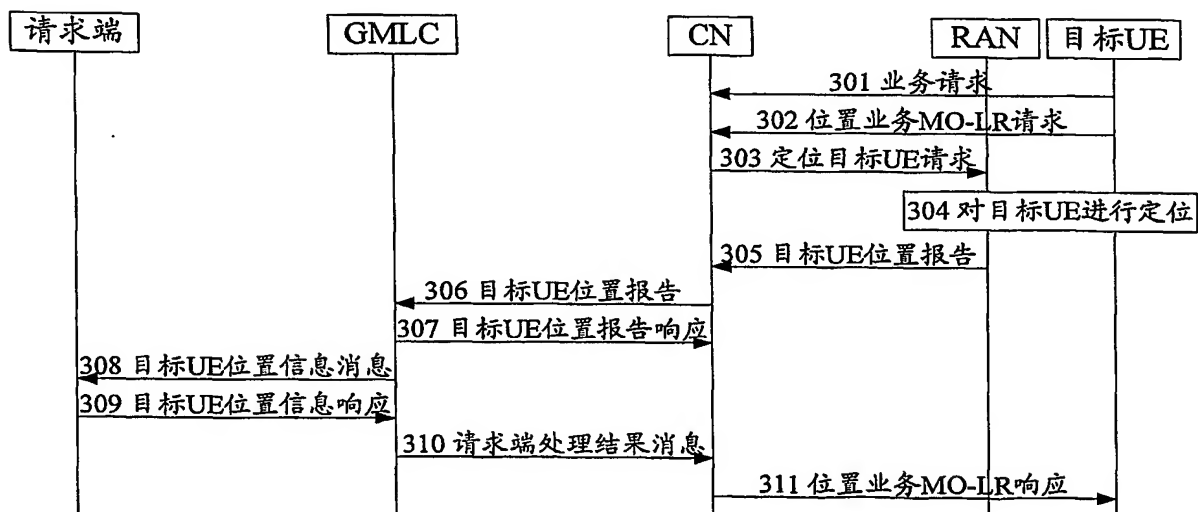 请求端
GMLC
CN
RAN
目标UE
301 业务请求
302 位置业务MO-LR请求
303 定位目标UE请求
304 对目标UE进行定位
305 目标UE位置报告
306 目标UE位置报告
307 目标UE位置报告响应
308 目标UE位置信息消息
309 目标UE位置信息响应
310 请求端处理结果消息
311 位置业务MO-LR响应